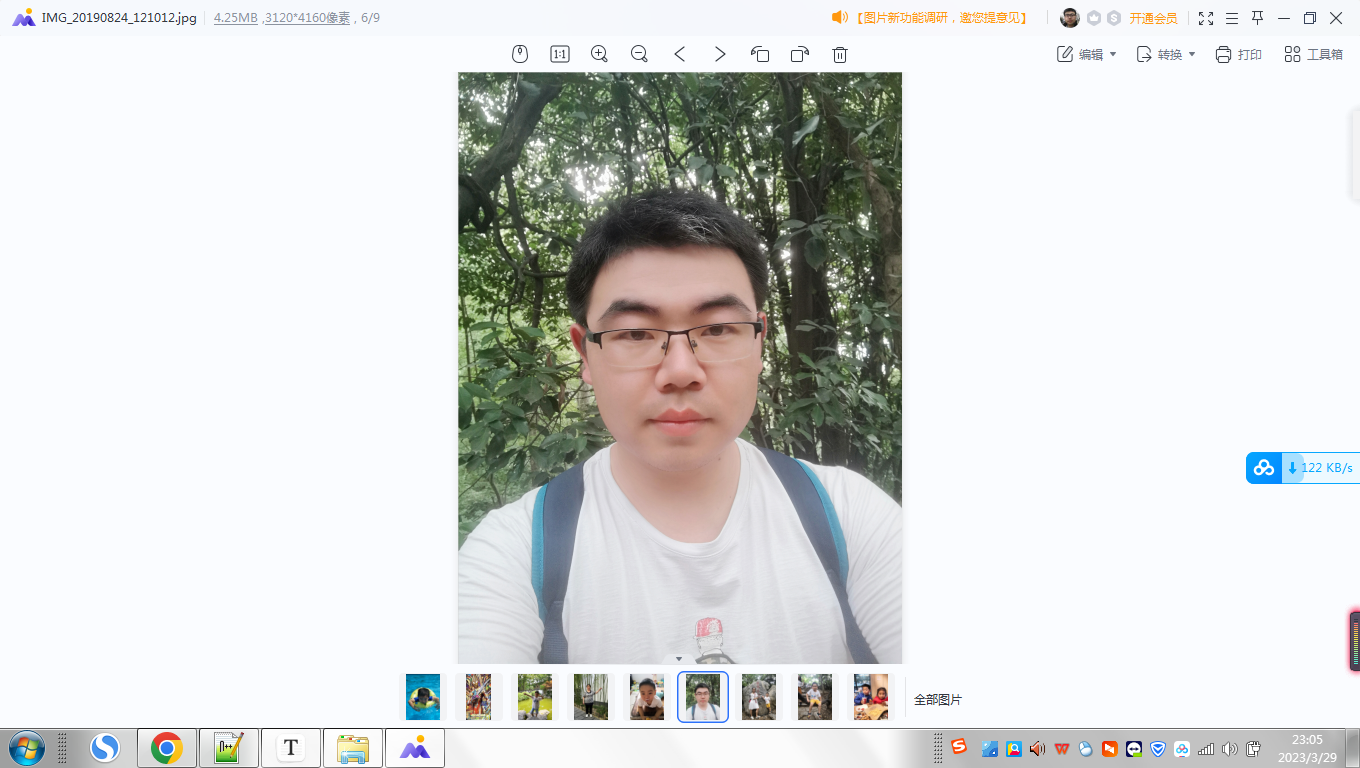 IMG_20190824_121012.jpg 4.25MB ,3120*4160像素 , 6/9 【图片新功能调研,邀您提意见】 开通会员
1:1 编辑 转换 打印 工具箱
122 KB/s
全部图片
S n++ T S W
23:05
2023/3/29